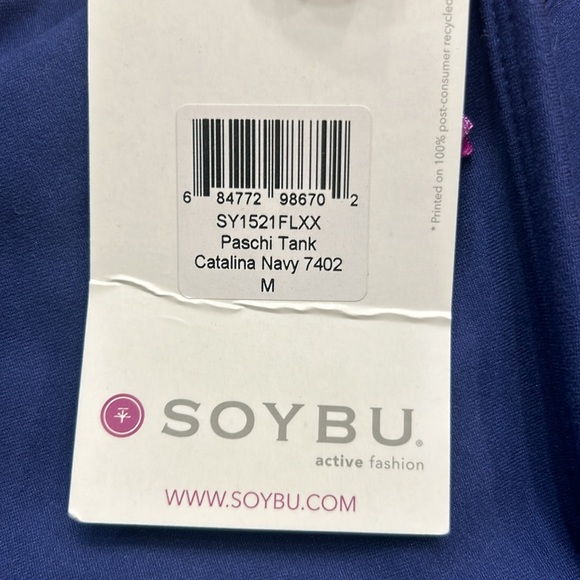 6 84772 98670 2
SY1521FLXX
Paschi Tank
Catalina Navy 7402
M
SOYBU®
active fashion
WWW.SOYBU.COM
* Printed on 100% post-consumer recycled